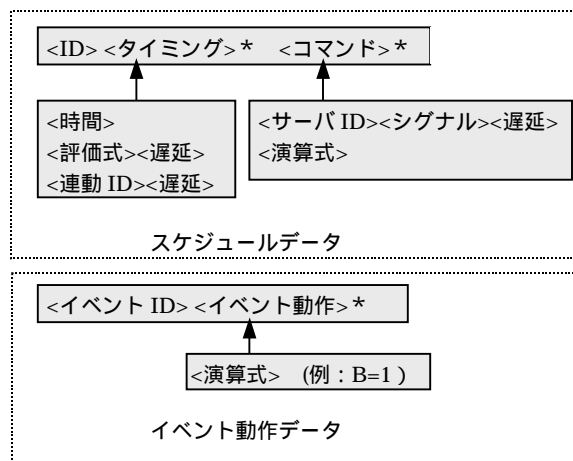 <ID> <タイミング>* <コマンド>*
<時間>
<評価式><遅延>
<連動 ID><遅延>
<サーバ ID><シグナル><遅延>
<演算式>
スケジュールデータ
<イベント ID> <イベント動作>*
<演算式> (例：B=1 )
イベント動作データ